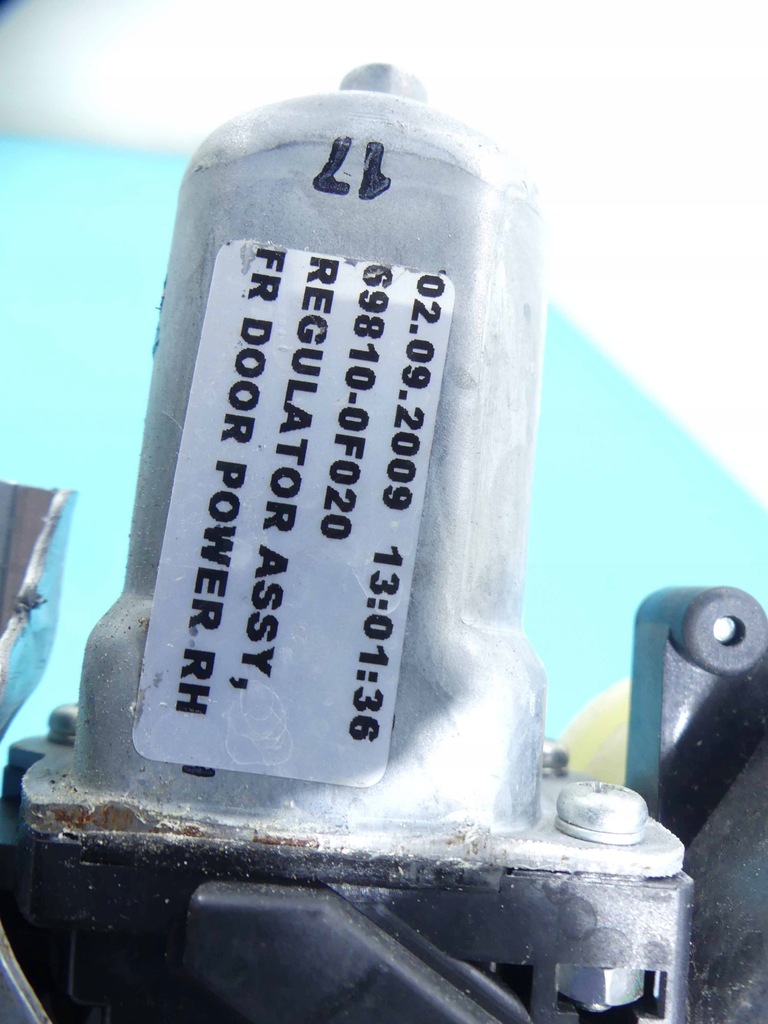 17
02.09.2009 13:01:36
69810-0F020
REGULATOR ASSY,
FR DOOR POWER RH